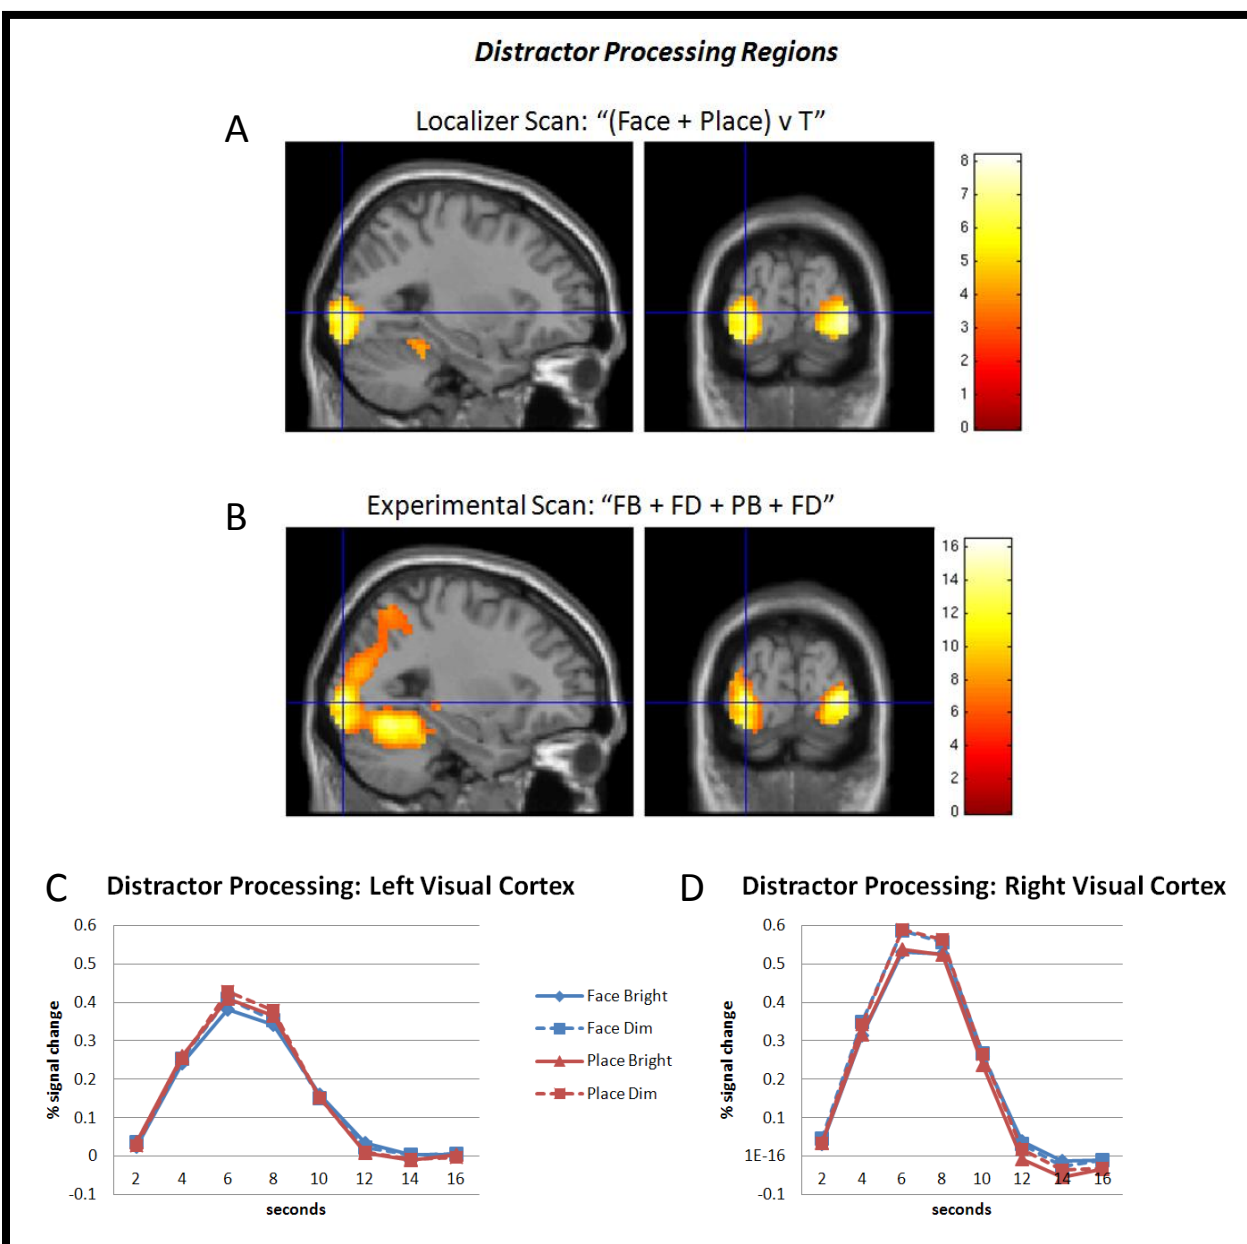 Distractor Processing Regions
A
Localizer Scan: “(Face + Place) v T”
8
7
6
5
4
3
2
1
0
B
Experimental Scan: “FB + FD + PB + FD”
16
14
12
10
8
6
4
2
0
C Distractor Processing: Left Visual Cortex
0.6
0.5
0.4
0.3
0.2
0.1
0
-0.1
% signal change
2 4 6 8 10 12 14 16
seconds
Face Bright
Face Dim
Place Bright
Place Dim
D Distractor Processing: Right Visual Cortex
0.6
0.5
0.4
0.3
0.2
0.1
1E-16
-0.1
% signal change
2 4 6 8 10 12 14 16
seconds